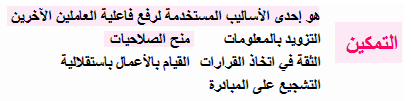 هو إحدى الأساليب المستخدمة لرفع فاعلية العاملين الآخرين
التزويد بالمعلومات منح الصلاحيات
التمكين
الثقة في اتخاذ القرارات القيام بالأعمال باستقلالية
التشجيع على المبادرة